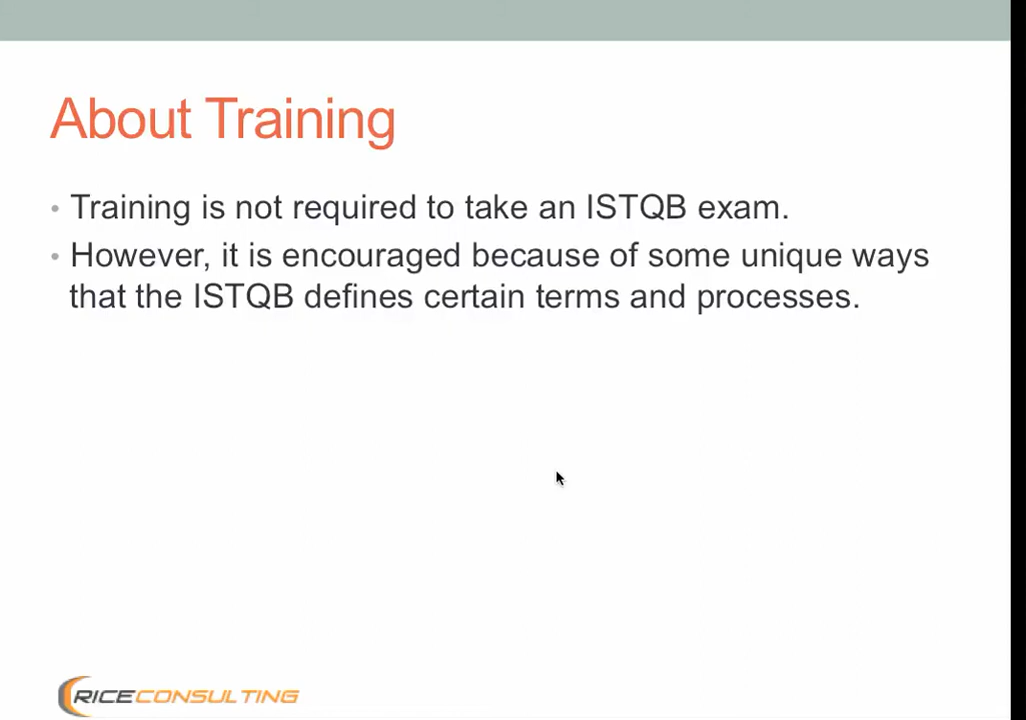 About Training
• Training is not required to take an ISTQB exam.
• However, it is encouraged because of some unique ways
that the ISTQB defines certain terms and processes.
RICECONSULTING